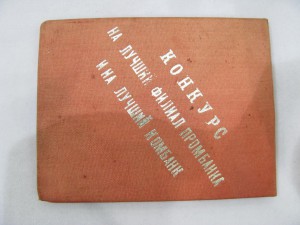 КОНКУРС
НА ЛУЧШИЙ ФИЛИАЛ ПРОМБАНКА
И НА ЛУЧШИЙ КОМБАНК